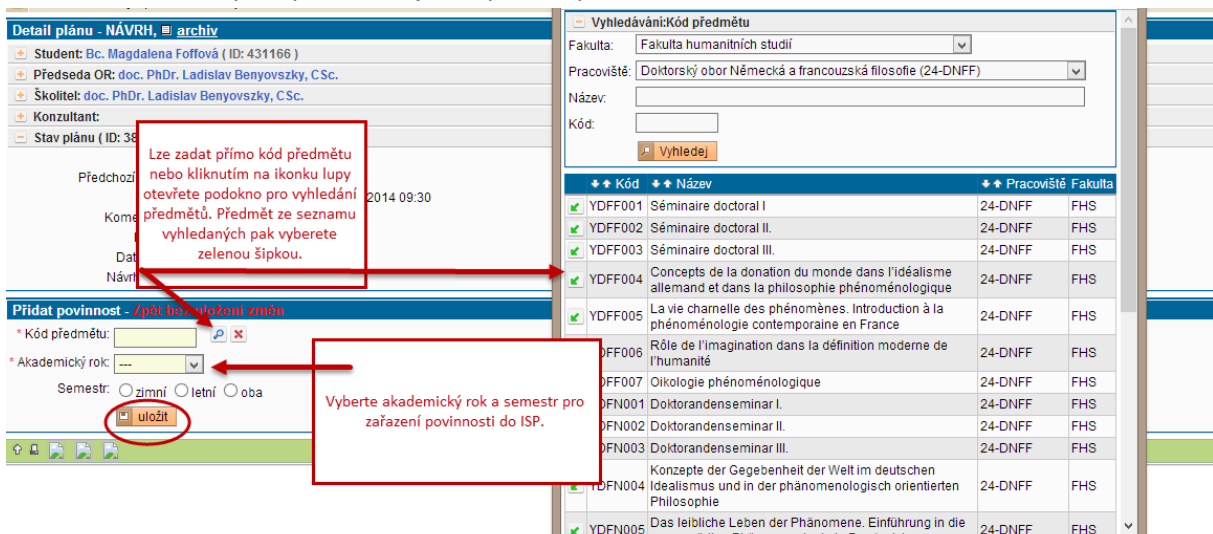 Detail plánu - NÁVRH, archiv
Student: Bc. Magdalena Foffová ( ID: 431166 )
Předseda OR: doc. PhDr. Ladislav Benyovszky, CSc.
Školitel: doc. PhDr. Ladislav Benyovszky, CSc.
Konzultant:
Stav plánu ( ID: 38
Předchozí
2014 09:30
Kome
Dat
Návrh
Lze zadat přímo kód předmětu
nebo kliknutím na ikonku lupy
otevřete podokno pro vyhledání
předmětů. Předmět ze seznamu
vyhledaných pak vyberete
zelenou šipkou.
Přidat povinnost - Zpět bez uložení změn
* Kód předmětu:
* Akademický rok: ---
Semestr: zimní letní oba
uložit
Vyberte akademický rok a semestr pro
zařazení povinnosti do ISP.
Vyhledávání:Kód předmětu
Fakulta: Fakulta humanitních studií
Pracoviště: Doktorský obor Německá a francouzská filosofie (24-DNFF)
Název:
Kód:
Vyhledej
Kód Název Pracoviště Fakulta
YDFF001 Séminaire doctoral I 24-DNFF FHS
YDFF002 Séminaire doctoral II. 24-DNFF FHS
YDFF003 Séminaire doctoral III. 24-DNFF FHS
YDFF004 Concepts de la donation du monde dans l'idéalisme
allemand et dans la philosophie phénoménologique 24-DNFF FHS
YDFF005 La vie charnelle des phénomènes. Introduction à la
phénoménologie contemporaine en France 24-DNFF FHS
DFF006 Rôle de l'imagination dans la définition moderne de
l'humanité 24-DNFF FHS
DFF007 Oikologie phénoménologique 24-DNFF FHS
DFN001 Doktorandenseminar I. 24-DNFF FHS
DFN002 Doktorandenseminar II. 24-DNFF FHS
DFN003 Doktorandenseminar III. 24-DNFF FHS
YDFN004 Konzepte der Gegebenheit der Welt im deutschen
Idealismus und in der phänomenologisch orientierten
Philosophie 24-DNFF FHS
YDFN005 Das leibliche Leben der Phänomene. Einführung in die
24-DNFF FHS